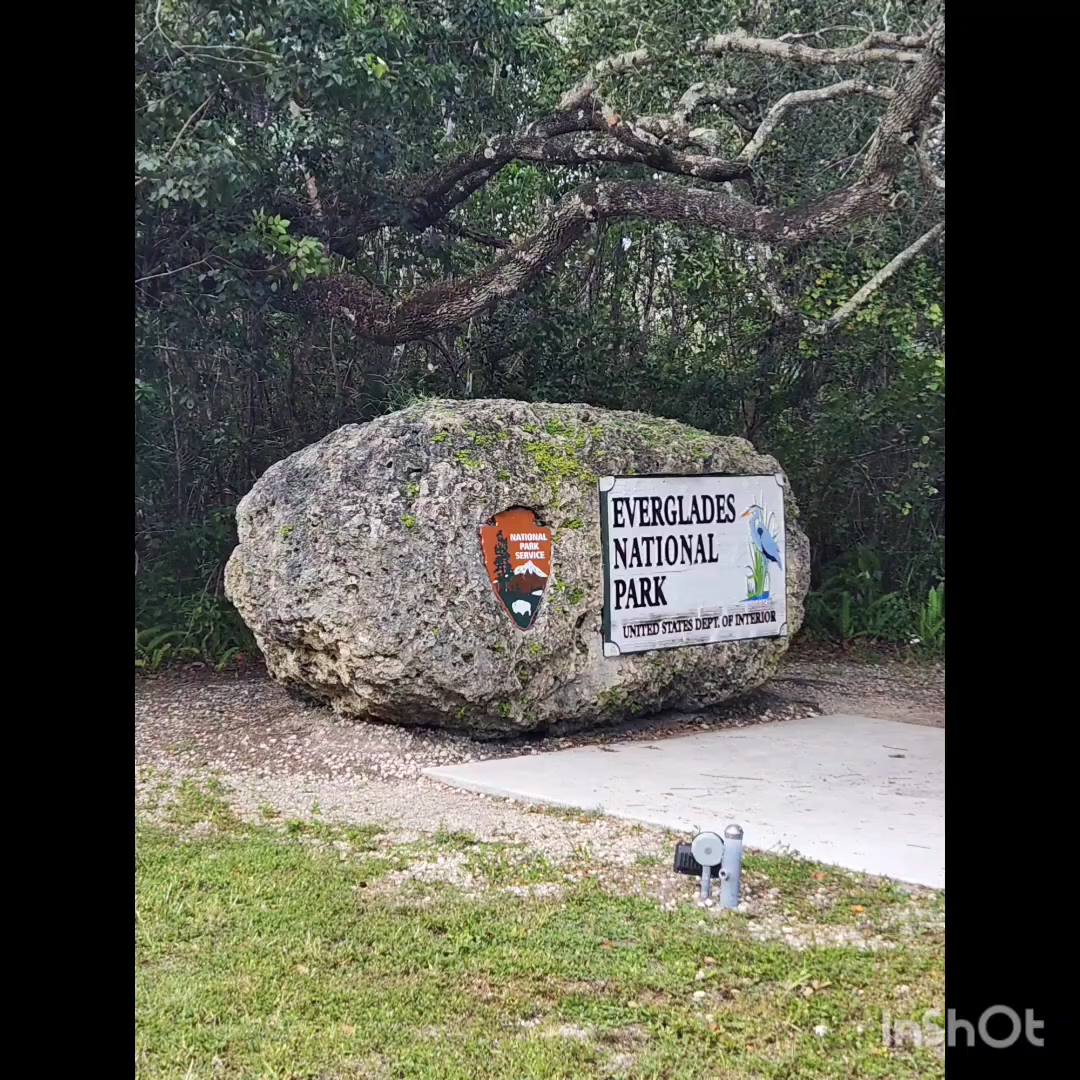 NATIONAL
PARK
SERVICE
EVERGLADES
NATIONAL
PARK
UNITED STATES DEPT. OF INTERIOR
InShOt